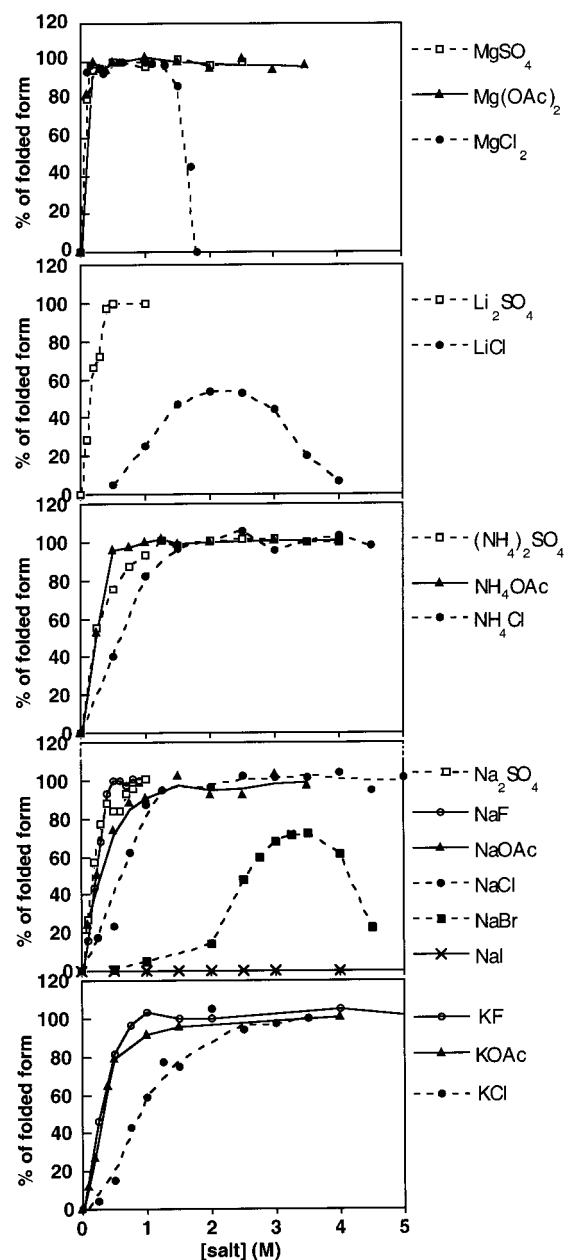 % of folded form
120
100
80
60
40
20
0
MgSO4
Mg(OAc)2
MgCl2
% of folded form
120
100
80
60
40
20
0
Li2SO4
LiCl
% of folded form
120
100
80
60
40
20
0
(NH4)2SO4
NH4OAc
NH4Cl
% of folded form
120
100
80
60
40
20
0
Na2SO4
NaF
NaOAc
NaCl
NaBr
NaI
% of folded form
120
100
80
60
40
20
0
KF
KOAc
KCl
0 1 2 3 4 5
[salt] (M)